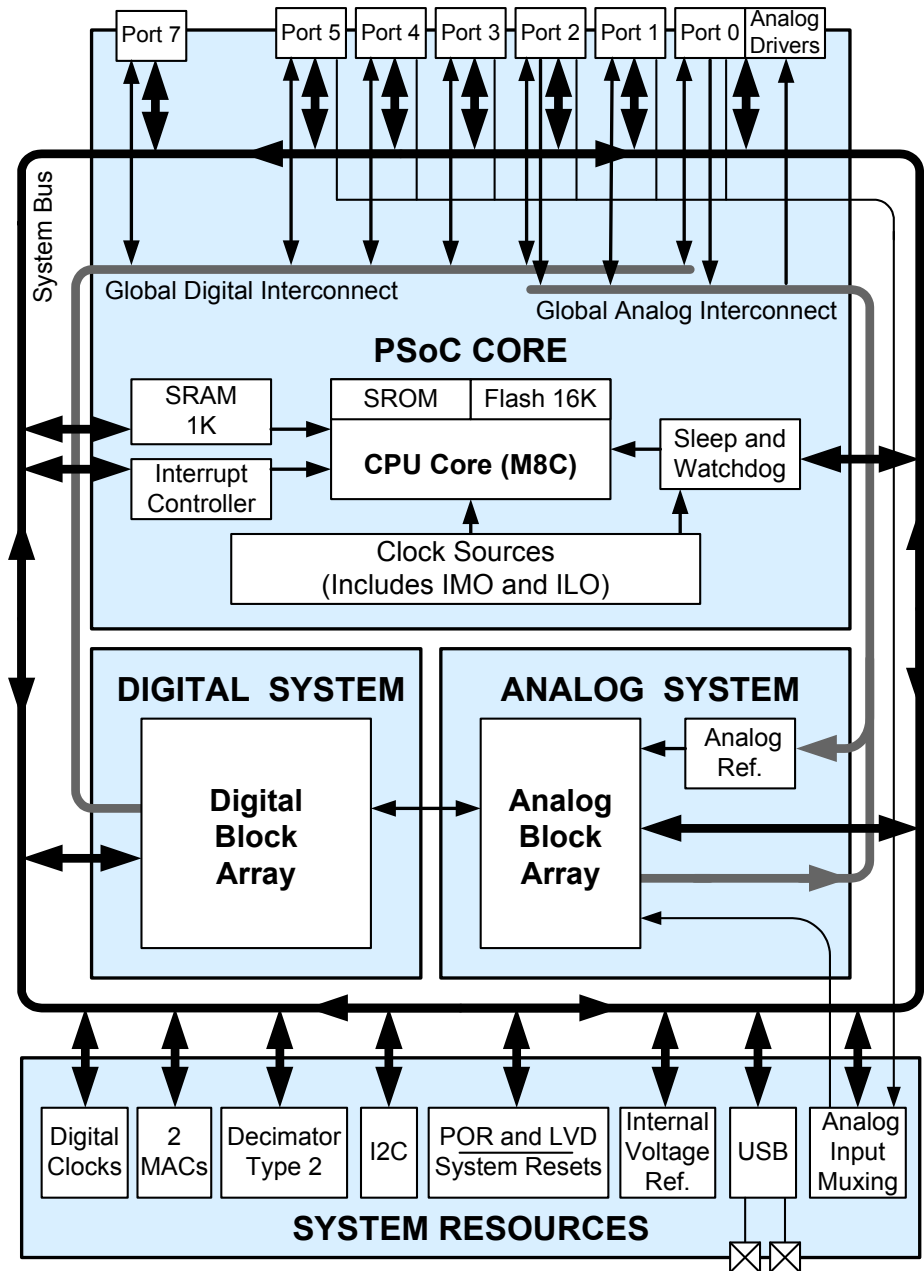 Port 7
Port 5
Port 4
Port 3
Port 2
Port 1
Port 0
Analog
Drivers
System Bus
Global Digital Interconnect
Global Analog Interconnect
PSoC CORE
SRAM
1K
SROM
Flash 16K
CPU Core (M8C)
Sleep and
Watchdog
Interrupt
Controller
Clock Sources
(Includes IMO and ILO)
DIGITAL SYSTEM
ANALOG SYSTEM
Digital
Block
Array
Analog
Block
Array
Analog
Ref.
Digital
Clocks
2
MACs
Decimator
Type 2
I2C
POR and LVD
System Resets
Internal
Voltage
Ref.
USB
Analog
Input
Muxing
SYSTEM RESOURCES